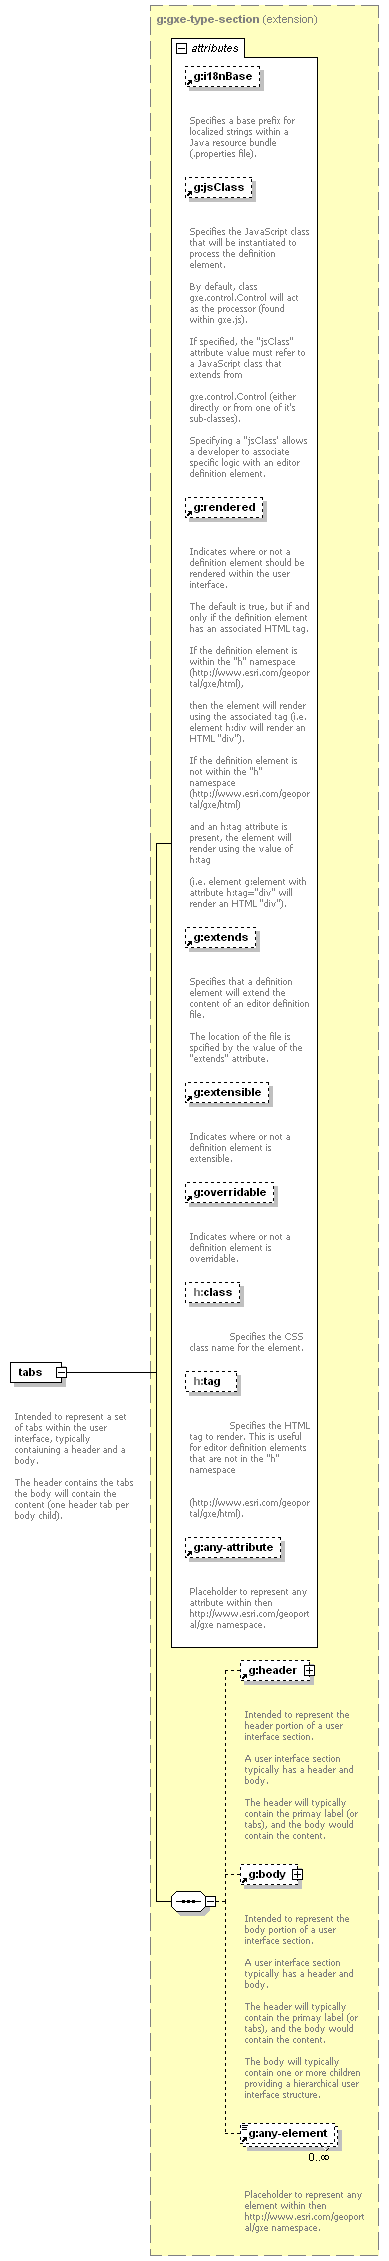 g:gxe-type-section (extension)
attributes
g:i18nBase
Specifies a base prefix for
localized strings within a
Java resource bundle
(.properties file).
g:jsClass
Specifies the JavaScript class
that will be instantiated to
process the definition
element.
By default, class
gxe.control.Control will act
as the processor (found
within gxe.js).
If specified, the "jsClass"
attribute value must refer to
a JavaScript class that
extends from
gxe.control.Control (either
directly or from one of it's
sub-classes).
Specifying a "jsClass' allows
a developer to associate
specific logic with an editor
definition element.
g:rendered
Indicates where or not a
definition element should be
rendered within the user
interface.
The default is true, but if and
only if the definition element
has an associated HTML tag.
If the definition element is
within the "h" namespace
(http://www.esri.com/geopor
tal/gxe/html),
then the element will render
using the associated tag (i.e.
element h:div will render an
HTML "div").
If the definition element is
not within the "h"
namespace
(http://www.esri.com/geopor
tal/gxe/html)
and an h:tag attribute is
present, the element will
render using the value of
h:tag
(i.e. element g:element with
attribute h:tag="div" will
render an HTML "div").
g:extends
Specifies that a definition
element will extend the
content of an editor definition
file.
The location of the file is
spcified by the value of the
"extends" attribute.
g:extensible
Indicates where or not a
definition element is
extensible.
g:overridable
Indicates where or not a
definition element is
overridable.
h:class
Specifies the CSS
class name for the element.
tabs
Intended to represent a set
of tabs within the user
interface, typically
contaiuning a header and a
body.
The header contains the tabs
the body will contain the
content (one header tab per
body child).
h:tag
Specifies the HTML
tag to render. This is useful
for editor definition elements
that are not in the "h"
namespace
(http://www.esri.com/geopor
tal/gxe/html).
g:any-attribute
Placeholder to represent any
attribute within then
http://www.esri.com/geoport
al/gxe namespace.
g:header
Intended to represent the
header portion of a user
interface section.
A user interface section
typically has a header and
body.
The header will typically
contain the primay label (or
tabs), and the body would
contain the content.
g:body
Intended to represent the
body portion of a user
interface section.
A user interface section
typically has a header and
body.
The header will typically
contain the primay label (or
tabs), and the body would
contain the content.
The body will typically
contain one or more children
providing a hierarchical user
interface structure.
g:any-element
0..∞
Placeholder to represent any
element within then
http://www.esri.com/geoport
al/gxe namespace.